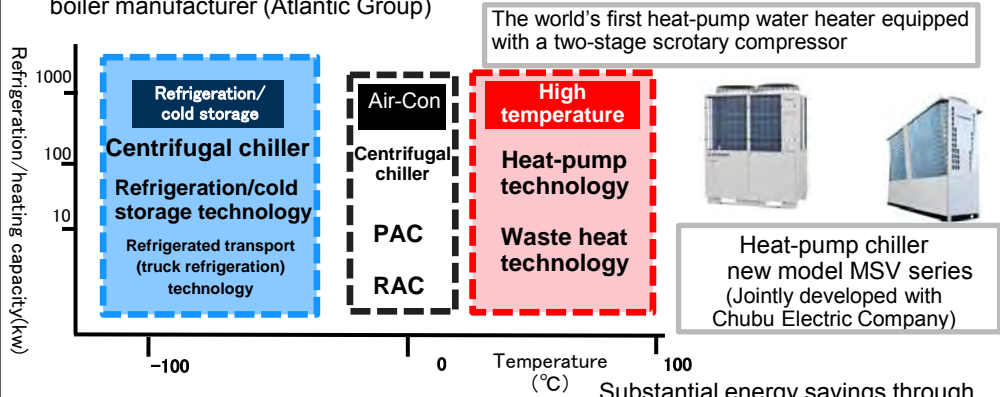 boiler manufacturer (Atlantic Group)
The world's first heat-pump water heater equipped
with a two-stage scrotary compressor
Refrigeration/heating capacity(kw)
1000
100
10
Refrigeration/
cold storage
Centrifugal chiller
Refrigeration/cold
storage technology
Refrigerated transport
(truck refrigeration)
technology
Air-Con
Centrifugal
chiller
PAC
RAC
High
temperature
Heat-pump
technology
Waste heat
technology
Heat-pump chiller
new model MSV series
(Jointly developed with
Chubu Electric Company)
-100
0
Temperature
(℃)
100
Substantial energy savings through